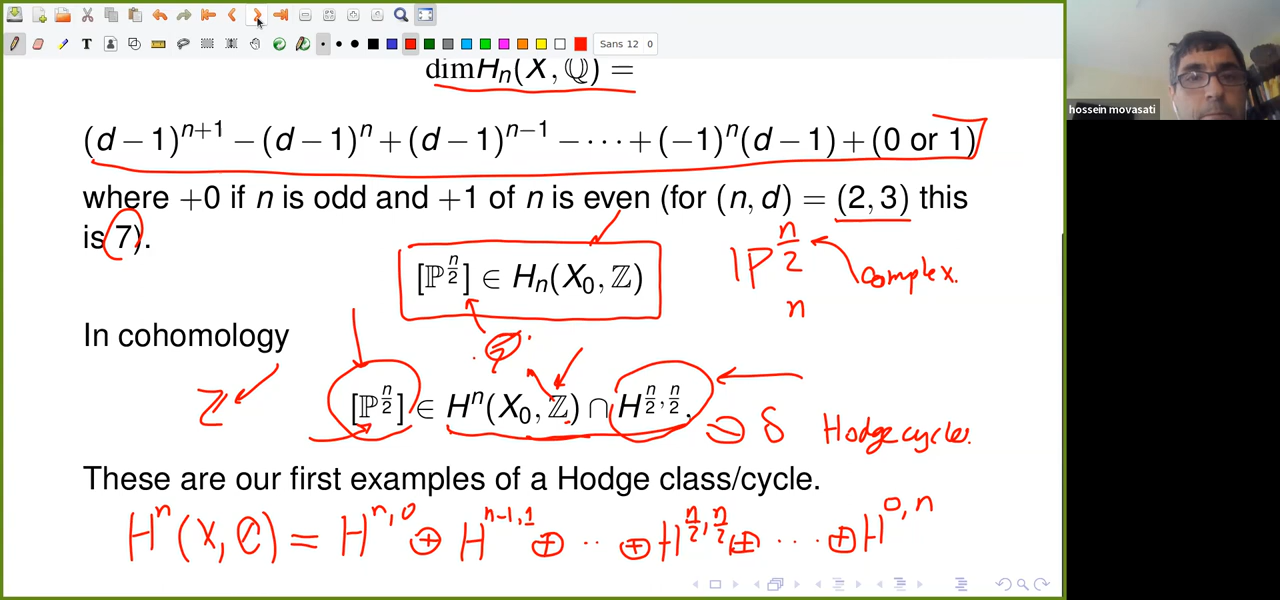 Sans 12 0
hossein movasati
dimHₙ(X, ℚ) =
(d − 1)ⁿ⁺¹ − (d − 1)ⁿ + (d − 1)ⁿ⁻¹ − ⋯ + (−1)ⁿ(d − 1) + (0 or 1)
where +0 if n is odd and +1 of n is even (for (n, d) = (2, 3) this
is 7).
[ℙ^{n/2}] ∈ Hₙ(X₀, ℤ)
ℙ^{n/2} complex.
n
In cohomology
ℤ
[ℙ^{n/2}] ∈ Hⁿ(X₀, ℤ) ∩ H^{n/2, n/2}.
∋ δ Hodge cycles.
These are our first examples of a Hodge class/cycle.
Hⁿ(X, ℂ) = H^{n,0} ⊕ H^{n-1,1} ⊕ ⋯ ⊕ H^{n/2, n/2} ⊕ ⋯ ⊕ H^{0,n}